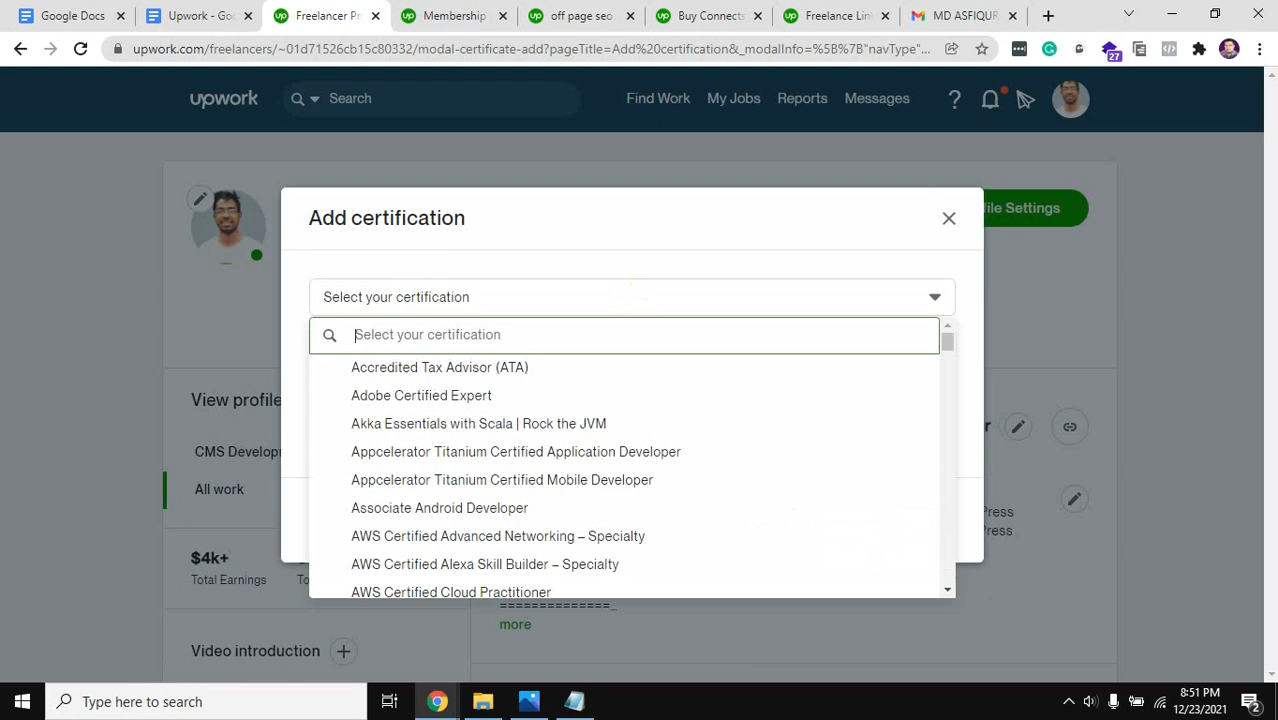 Google Docs
Upwork - Go
Freelancer Pr
Membership
off page seo
Buy Connects
Freelance Lin
MD ASFIQUR
upwork.com/freelancers/~01d71526cb15c80332/modal-certificate-add?pageTitle=Add%20certification&_modalInfo=%5B%7B"navType"...
27
upwork
Search
Find Work
My Jobs
Reports
Messages
?
Add certification
ile Settings
Select your certification
Select your certification
Accredited Tax Advisor (ATA)
Adobe Certified Expert
View profile
Akka Essentials with Scala | Rock the JVM
r
CMS Develop
Appcelerator Titanium Certified Application Developer
Appcelerator Titanium Certified Mobile Developer
All work
Associate Android Developer
Press
AWS Certified Advanced Networking – Specialty
Press
$4k+
AWS Certified Alexa Skill Builder – Specialty
Total Earnings
To
AWS Certified Cloud Practitioner
==============_
more
Video introduction
Type here to search
8:51 PM
12/23/2021
2